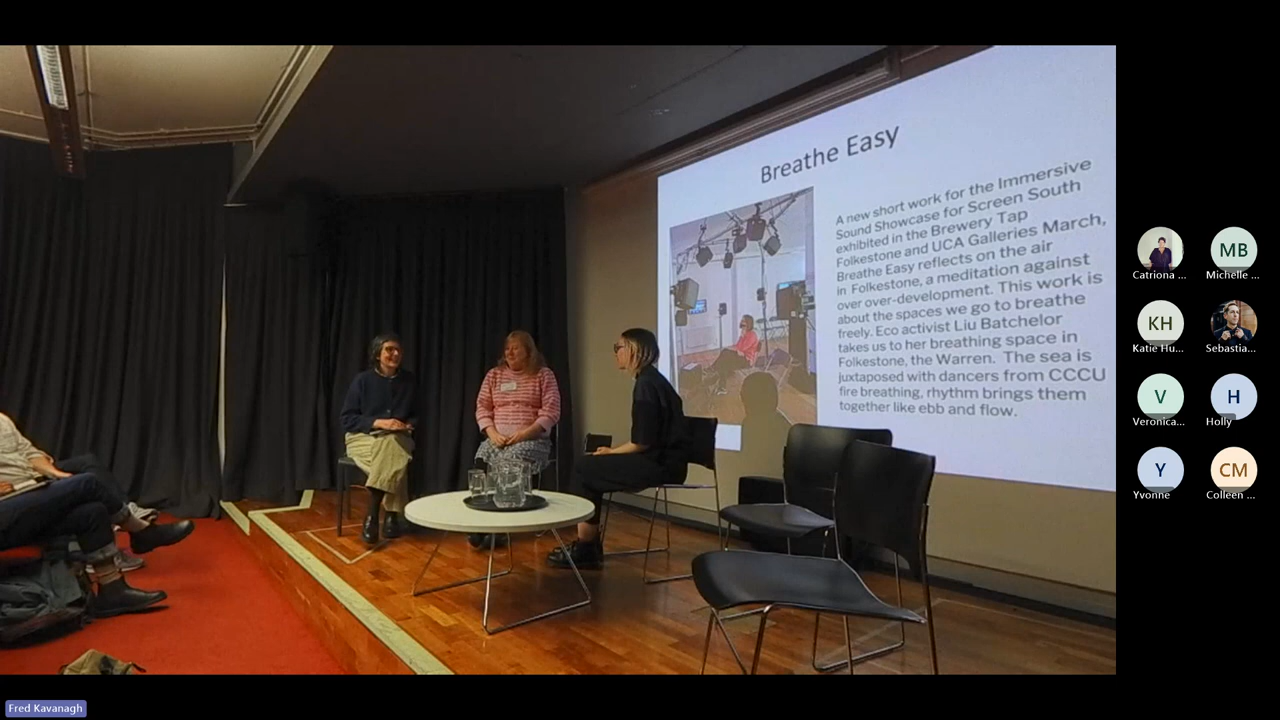 Breathe Easy
A new short work for the Immersive
Sound Showcase for Screen South
exhibited in the Brewery Tap
Folkestone and UCA Galleries March,
Breathe Easy reflects on the air
in Folkestone, a meditation against
over over-development. This work is
about the spaces we go to breathe
freely. Eco activist Liu Batchelor
takes us to her breathing space in
Folkestone, the Warren. The sea is
juxtaposed with dancers from CCCU
fire breathing, rhythm brings them
together like ebb and flow.
Catriona ...
MB
Michelle ...
KH
Katie Hu...
Sebastia...
V
Veronica...
H
Holly
Y
Yvonne
CM
Colleen ...
Fred Kavanagh